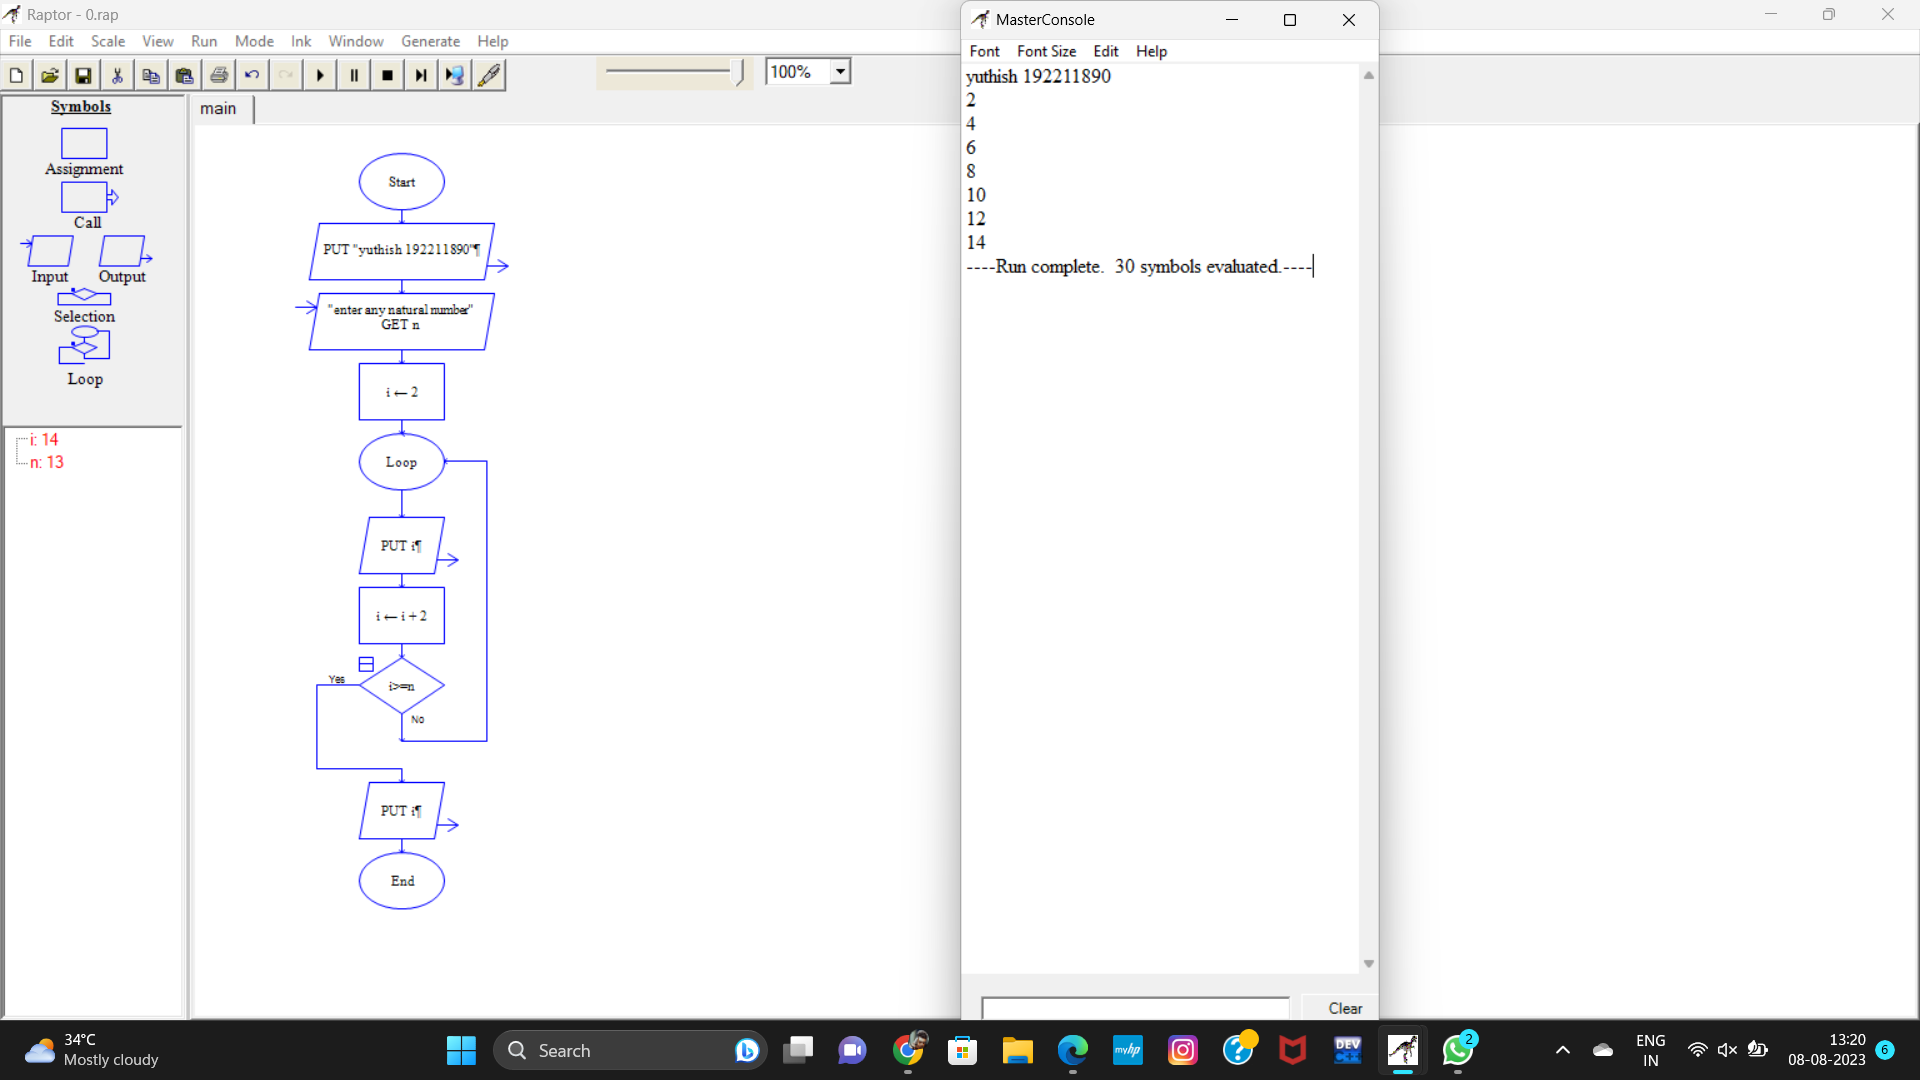 Raptor - 0.rap
File Edit Scale View Run Mode Ink Window Generate Help
100%
Symbols
Assignment
Call
Input Output
Selection
Loop
i: 14
n: 13
main
Start
PUT "yuthish 192211890"¶
"enter any natural number"
GET n
i ← 2
Loop
PUT i¶
i ← i + 2
Yes
i>=n
No
PUT i¶
End
MasterConsole
Font Font Size Edit Help
yuthish 192211890
2
4
6
8
10
12
14
----Run complete.  30 symbols evaluated.----
Clear
34°C
Mostly cloudy
Search
myhp
DEV
C++
2
ENG
IN
13:20
08-08-2023
6